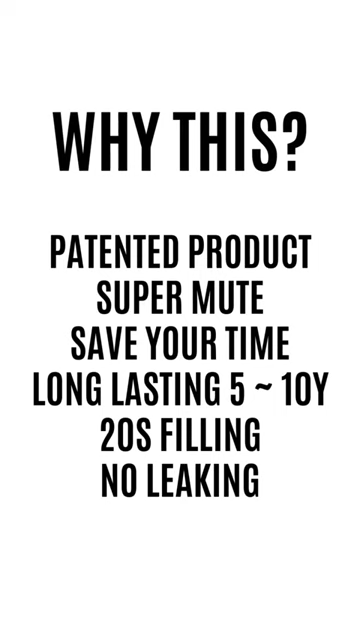 WHY THIS?
PATENTED PRODUCT
SUPER MUTE
SAVE YOUR TIME
LONG LASTING 5 ~ 10Y
20S FILLING
NO LEAKING